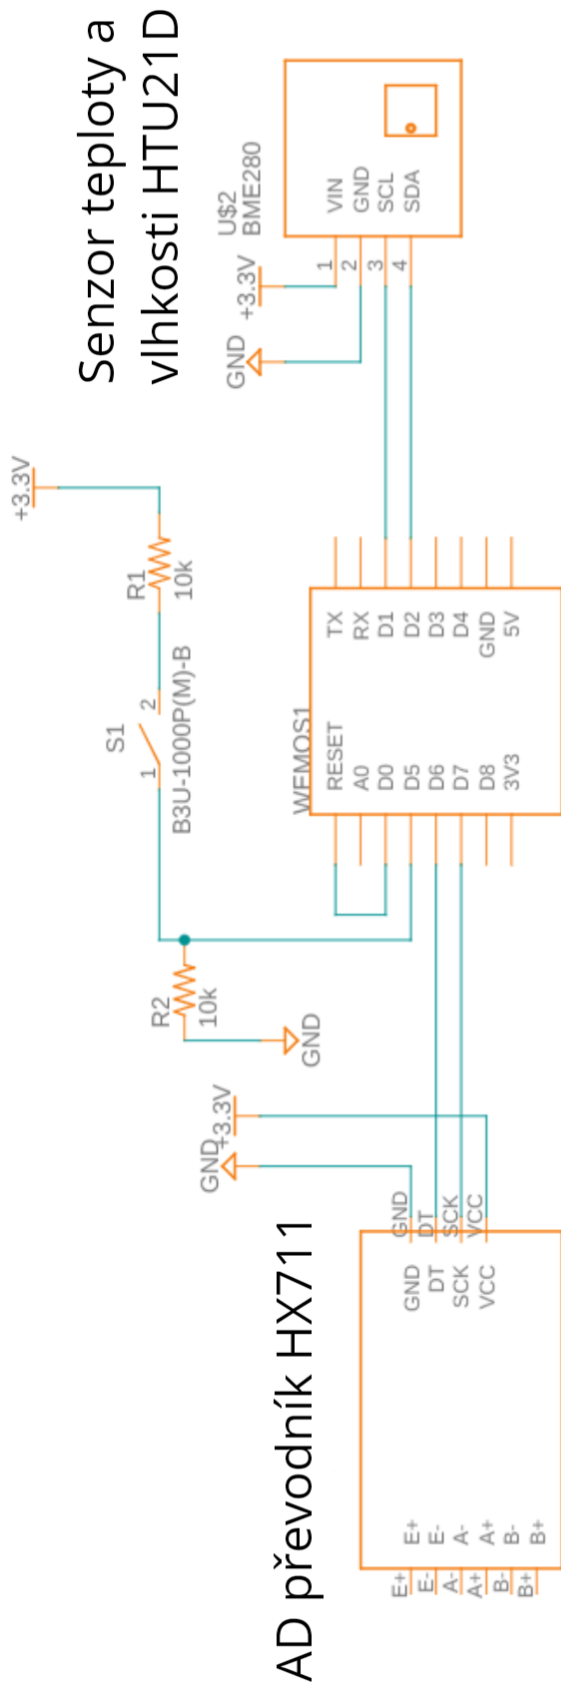 AD převodník HX711
GND
+3.3V
GND
DT
SCK
VCC
GND
DT
SCK
VCC
E+
E-
A-
A+
B-
B+
E+
E-
A-
A+
B-
B+
R2
10k
GND
S1
1 2
B3U-1000P(M)-B
R1
10k
+3.3V
WEMOS1
RESET
A0
D0
D5
D6
D7
D8
3V3
TX
RX
D1
D2
D3
D4
GND
5V
Senzor teploty a
vlhkosti HTU21D
U$2
BME280
GND
+3.3V
1
2
3
4
VIN
GND
SCL
SDA